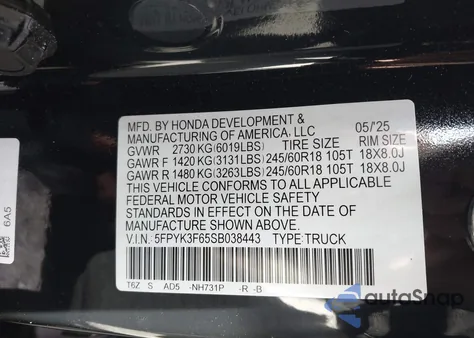 MFD. BY HONDA DEVELOPMENT &
MANUFACTURING OF AMERICA, LLC 05/'25
GVWR 2730 KG(6019LBS) TIRE SIZE RIM SIZE
GAWR F 1420 KG(3131LBS) 245/60R18 105T 18X8.0J
GAWR R 1480 KG(3263LBS) 245/60R18 105T 18X8.0J
THIS VEHICLE CONFORMS TO ALL APPLICABLE
FEDERAL MOTOR VEHICLE SAFETY
STANDARDS IN EFFECT ON THE DATE OF
MANUFACTURE SHOWN ABOVE.
V.I.N.: 5FPYK3F65SB038443 TYPE:TRUCK
T6Z S AD5 -NH731P -R -B
6A5
autoSnap